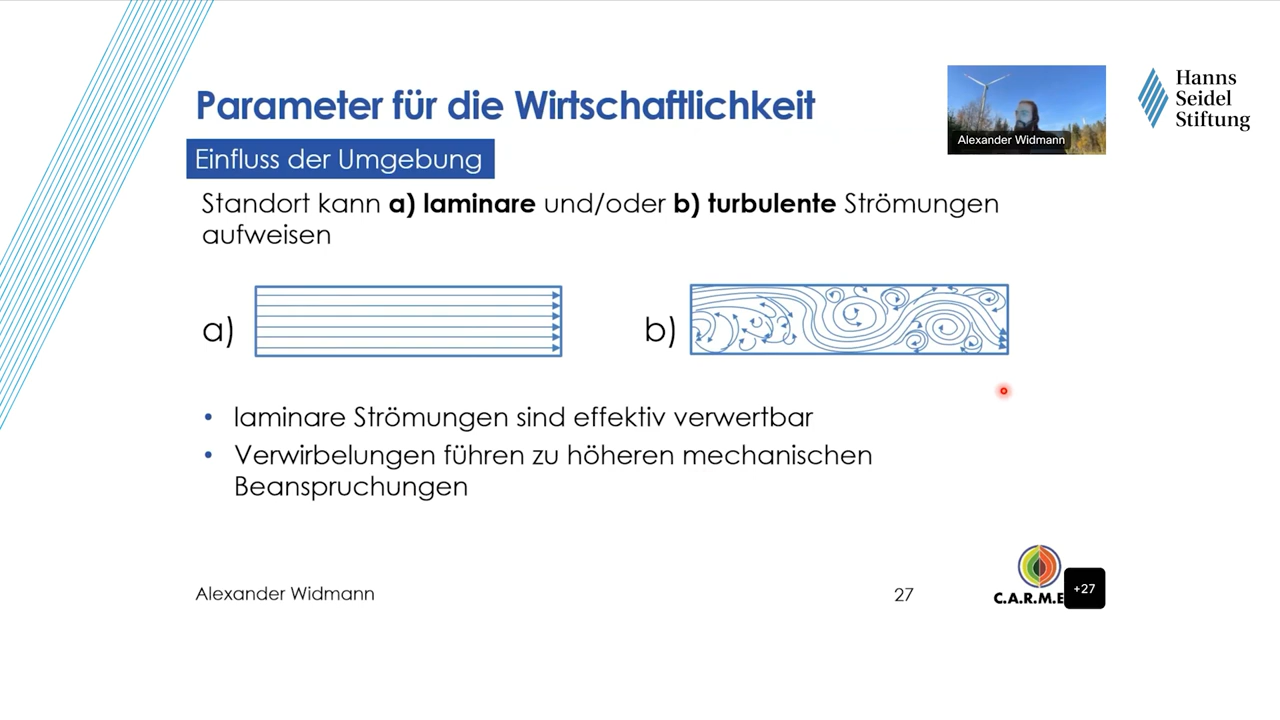 Parameter für die Wirtschaftlichkeit
Hanns
Seidel
Stiftung
Alexander Widmann
Einfluss der Umgebung
Standort kann a) laminare und/oder b) turbulente Strömungen
aufweisen
a)
b)
• laminare Strömungen sind effektiv verwertbar
• Verwirbelungen führen zu höheren mechanischen
Beanspruchungen
Alexander Widmann
27
C.A.R.M.E
+27